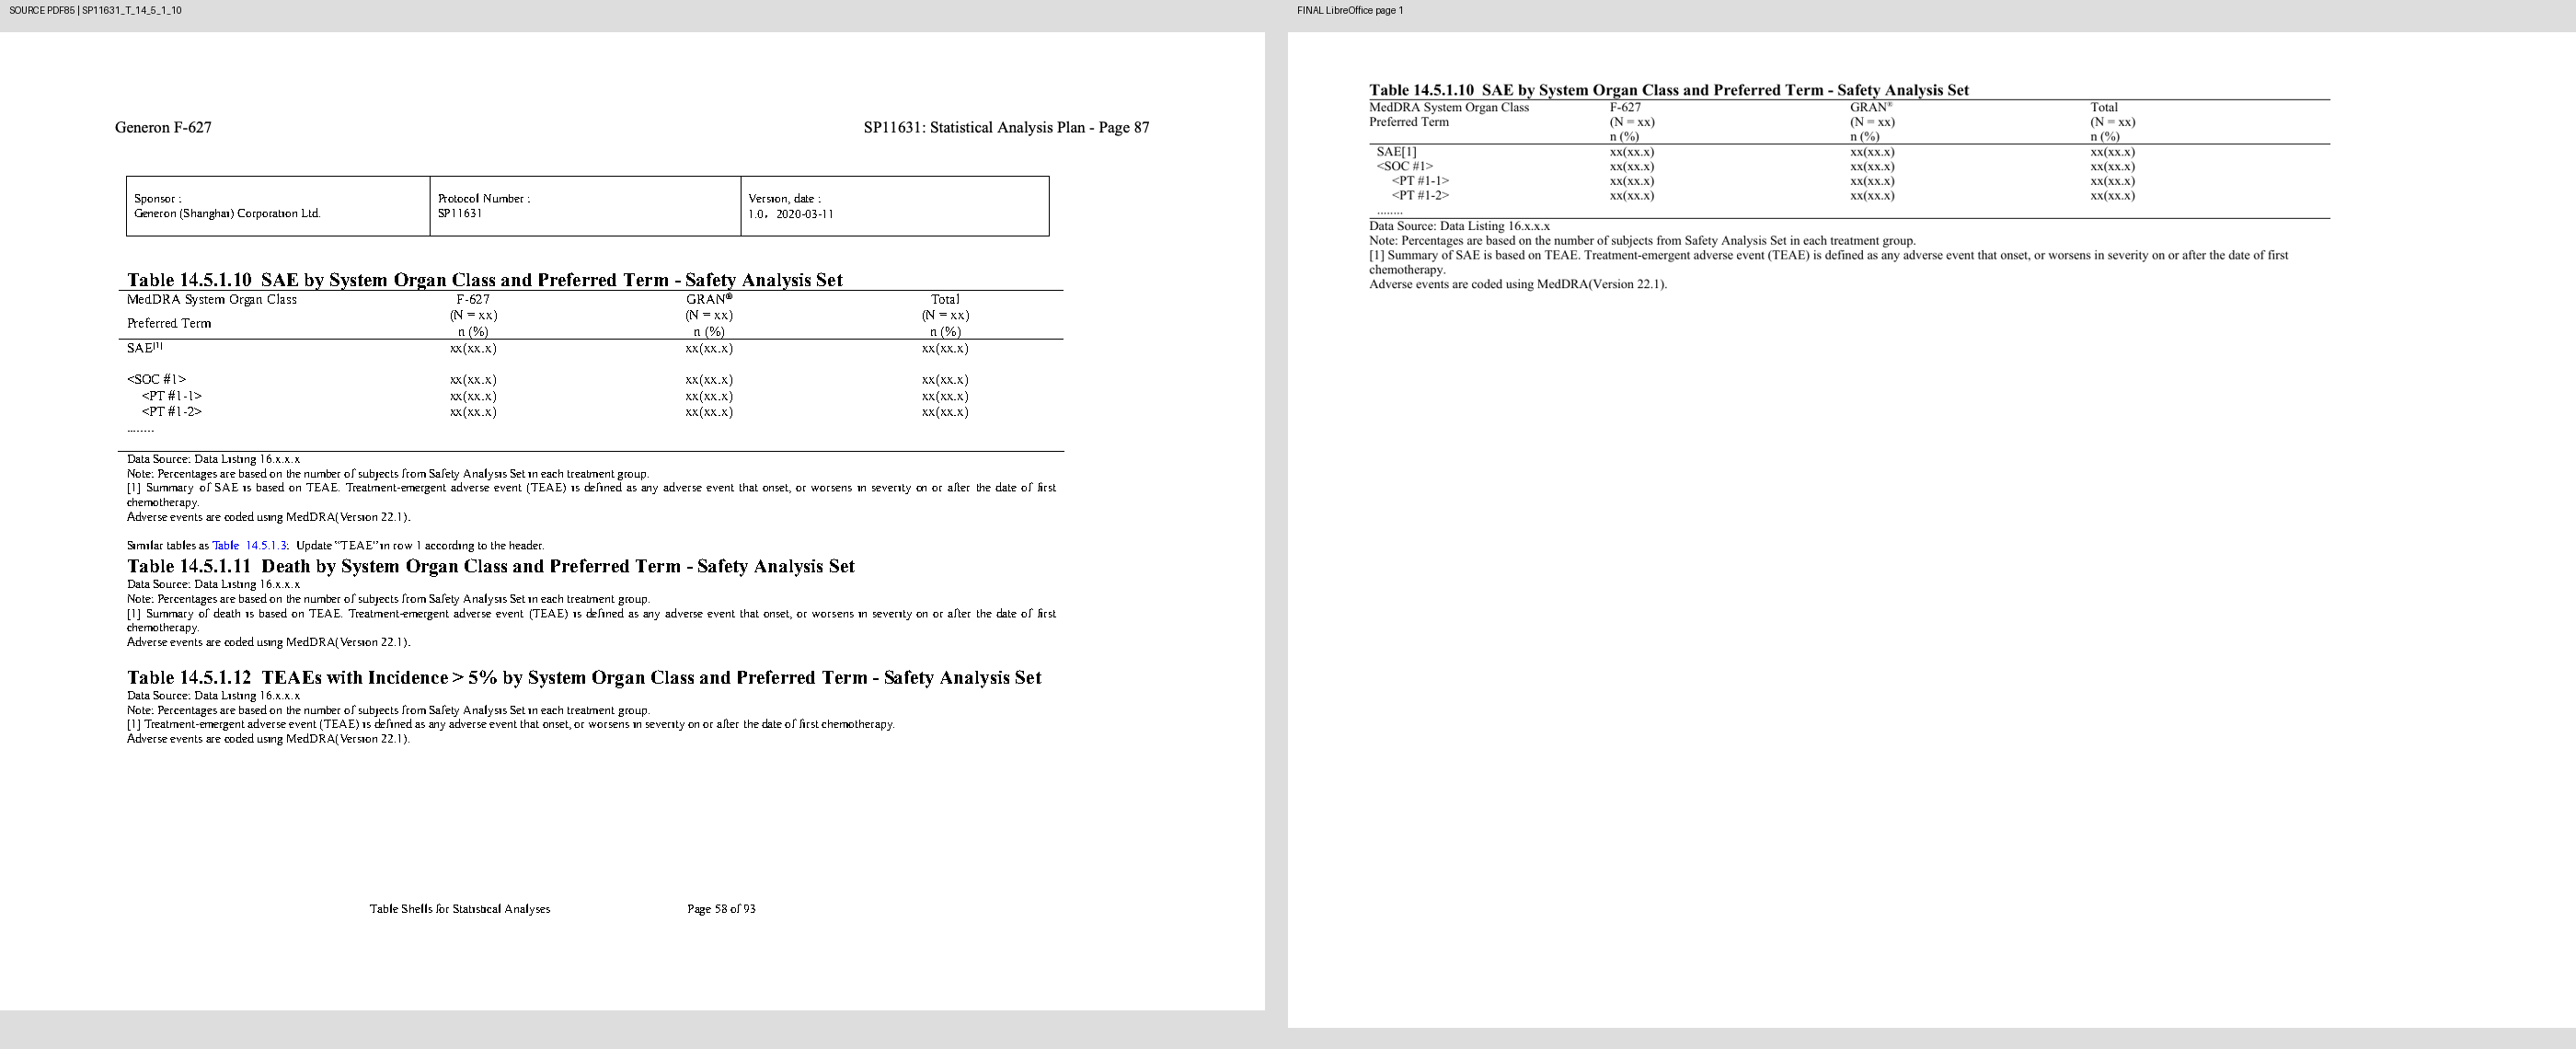 SOURCE PDF85 | SP11631_T_14_5_1_10
Generon F-627 SP11631: Statistical Analysis Plan - Page 87
Sponsor : Protocol Number : Version, date :
Generon (Shanghai) Corporation Ltd. SP11631 1.0，2020-03-11
Table 14.5.1.10 SAE by System Organ Class and Preferred Term - Safety Analysis Set
MedDRA System Organ Class F-627 GRAN® Total
Preferred Term (N = xx) (N = xx) (N = xx)
n (%) n (%) n (%)
SAE[1] xx(xx.x) xx(xx.x) xx(xx.x)
<SOC #1> xx(xx.x) xx(xx.x) xx(xx.x)
<PT #1-1> xx(xx.x) xx(xx.x) xx(xx.x)
<PT #1-2> xx(xx.x) xx(xx.x) xx(xx.x)
........
Data Source: Data Listing 16.x.x.x
Note: Percentages are based on the number of subjects from Safety Analysis Set in each treatment group.
[1] Summary of SAE is based on TEAE. Treatment-emergent adverse event (TEAE) is defined as any adverse event that onset, or worsens in severity on or after the date of first
chemotherapy.
Adverse events are coded using MedDRA(Version 22.1).
Similar tables as Table 14.5.1.3: Update "TEAE" in row 1 according to the header.
Table 14.5.1.11 Death by System Organ Class and Preferred Term - Safety Analysis Set
Data Source: Data Listing 16.x.x.x
Note: Percentages are based on the number of subjects from Safety Analysis Set in each treatment group.
[1] Summary of death is based on TEAE. Treatment-emergent adverse event (TEAE) is defined as any adverse event that onset, or worsens in severity on or after the date of first
chemotherapy.
Adverse events are coded using MedDRA(Version 22.1).
Table 14.5.1.12 TEAEs with Incidence > 5% by System Organ Class and Preferred Term - Safety Analysis Set
Data Source: Data Listing 16.x.x.x
Note: Percentages are based on the number of subjects from Safety Analysis Set in each treatment group.
[1] Treatment-emergent adverse event (TEAE) is defined as any adverse event that onset, or worsens in severity on or after the date of first chemotherapy.
Adverse events are coded using MedDRA(Version 22.1).
Table Shells for Statistical Analyses Page 58 of 93
FINAL LibreOffice page 1
Table 14.5.1.10 SAE by System Organ Class and Preferred Term - Safety Analysis Set
MedDRA System Organ Class F-627 GRAN® Total
Preferred Term (N = xx) (N = xx) (N = xx)
n (%) n (%) n (%)
SAE[1] xx(xx.x) xx(xx.x) xx(xx.x)
<SOC #1> xx(xx.x) xx(xx.x) xx(xx.x)
<PT #1-1> xx(xx.x) xx(xx.x) xx(xx.x)
<PT #1-2> xx(xx.x) xx(xx.x) xx(xx.x)
........
Data Source: Data Listing 16.x.x.x
Note: Percentages are based on the number of subjects from Safety Analysis Set in each treatment group.
[1] Summary of SAE is based on TEAE. Treatment-emergent adverse event (TEAE) is defined as any adverse event that onset, or worsens in severity on or after the date of first
chemotherapy.
Adverse events are coded using MedDRA(Version 22.1).